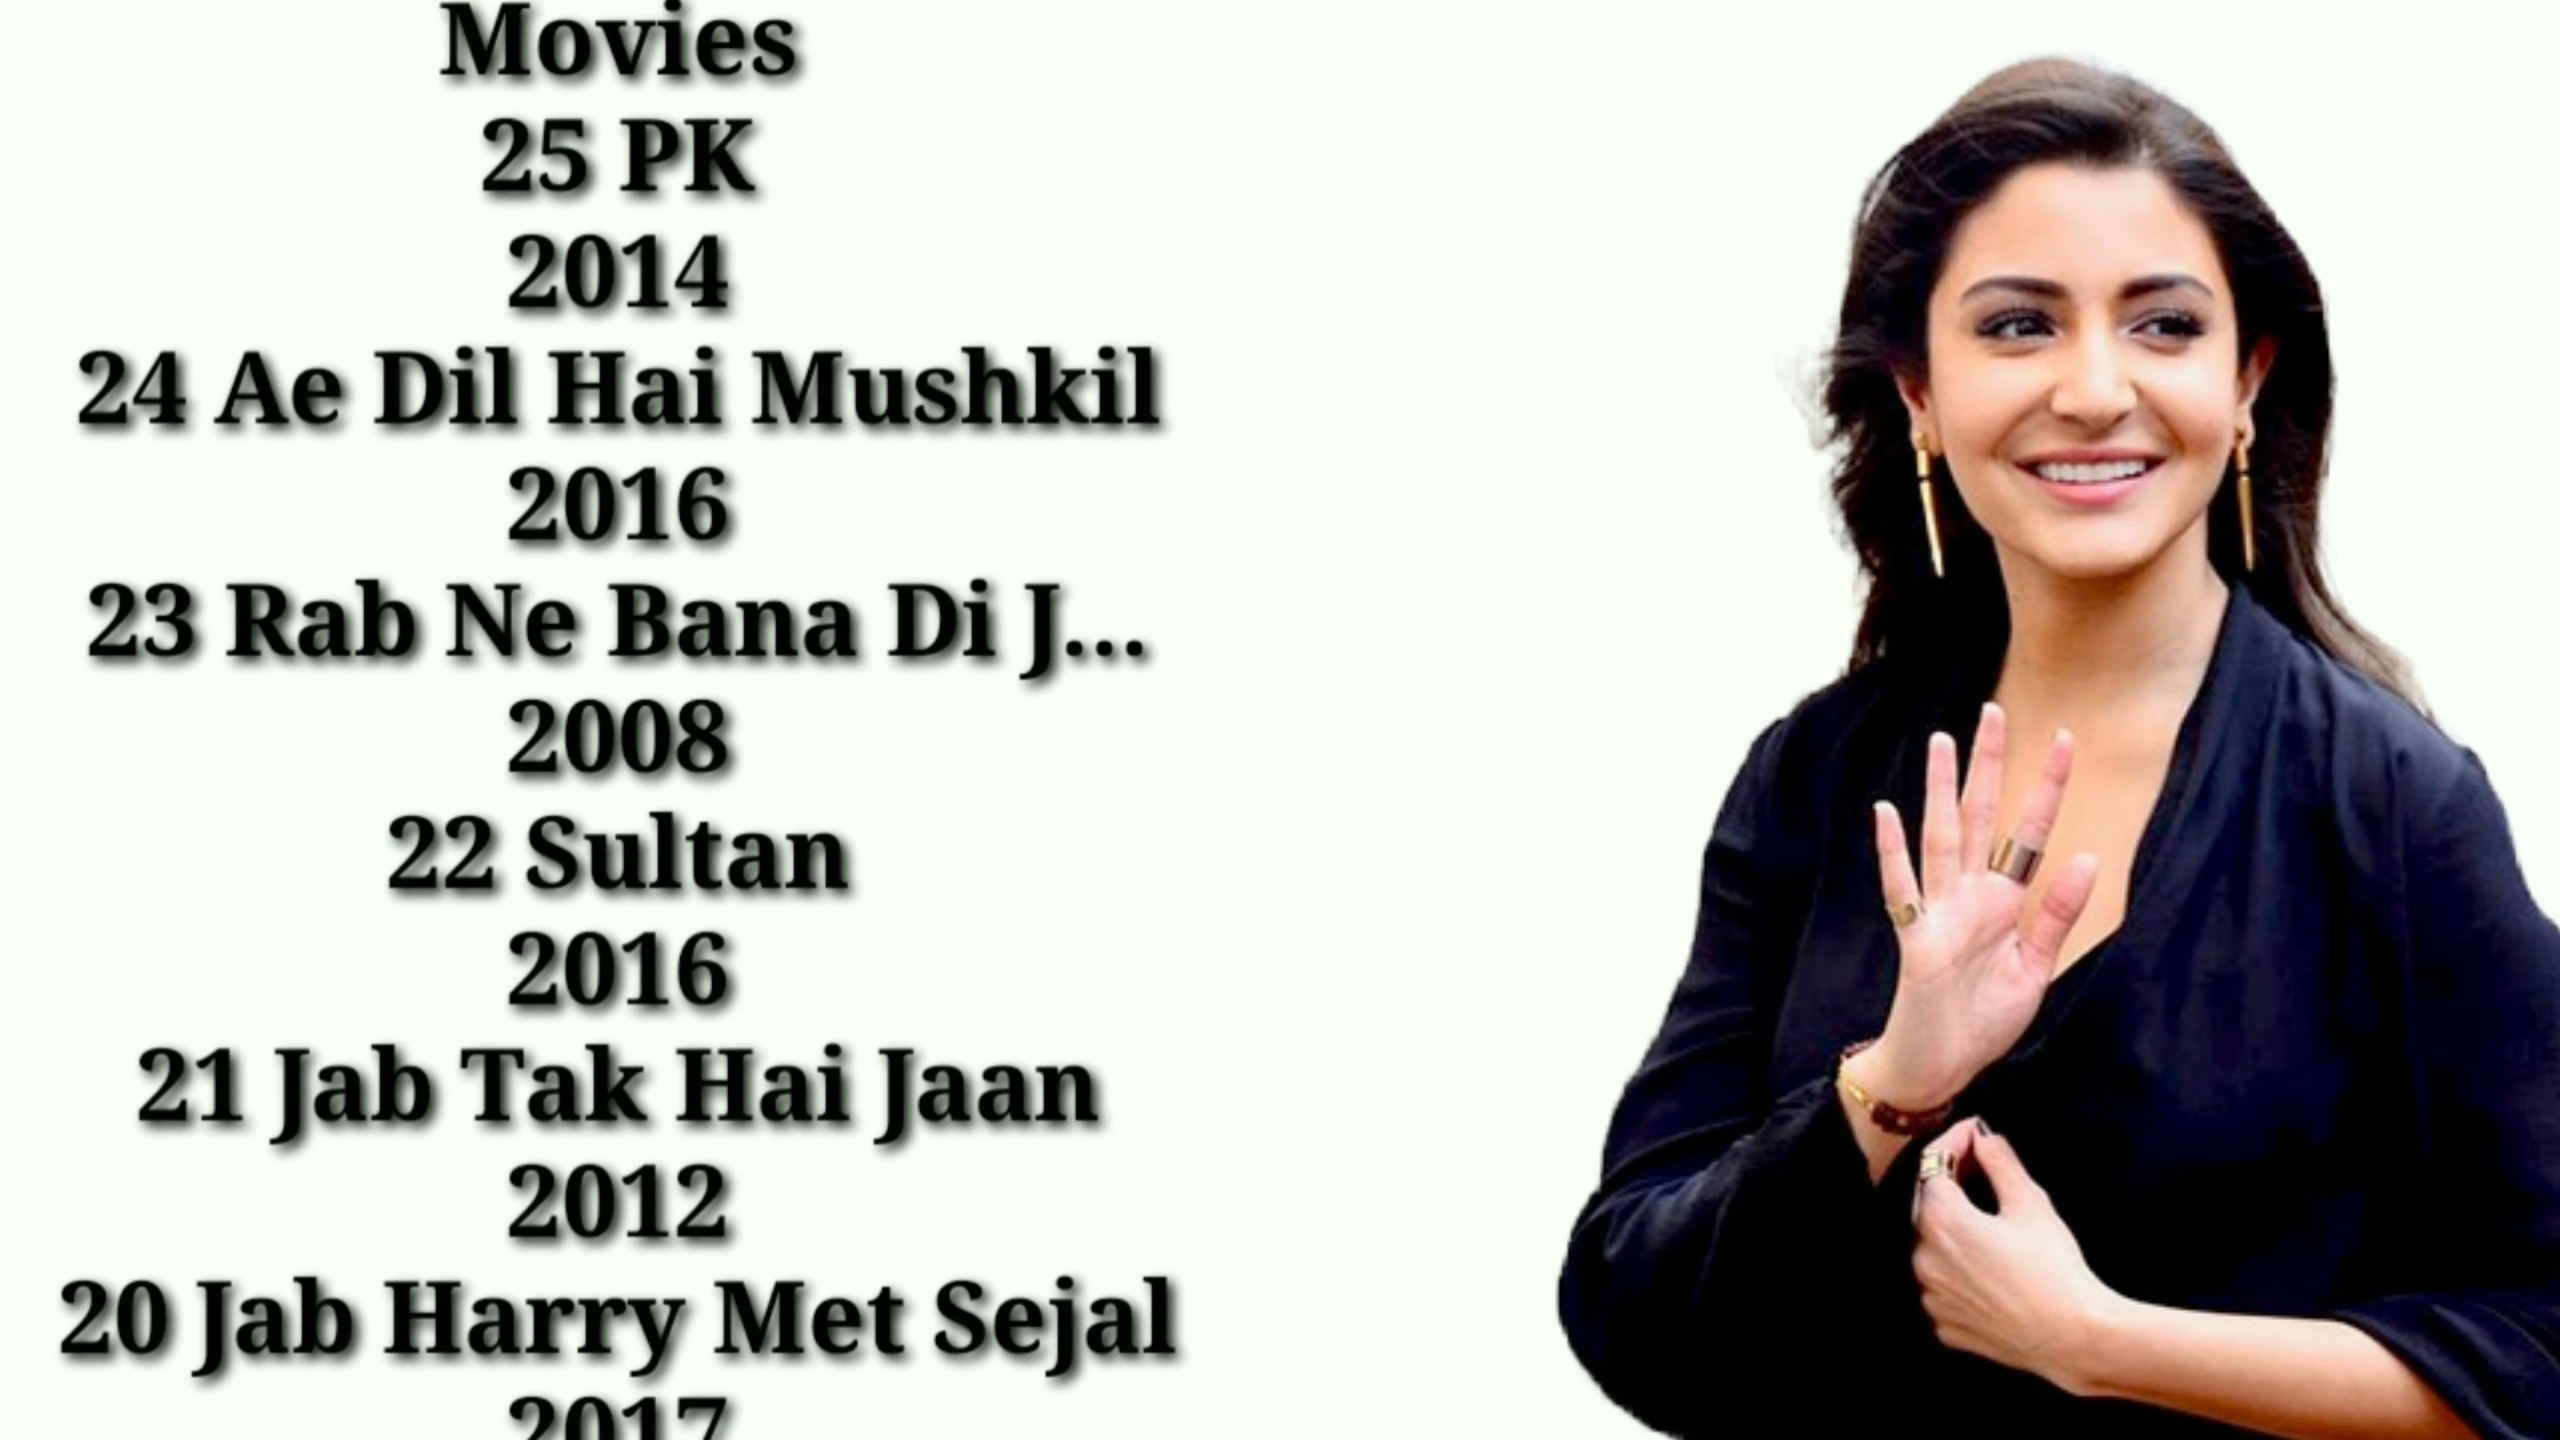 Movies
25 PK
2014
24 Ae Dil Hai Mushkil
2016
23 Rab Ne Bana Di J...
2008
22 Sultan
2016
21 Jab Tak Hai Jaan
2012
20 Jab Harry Met Sejal
2017